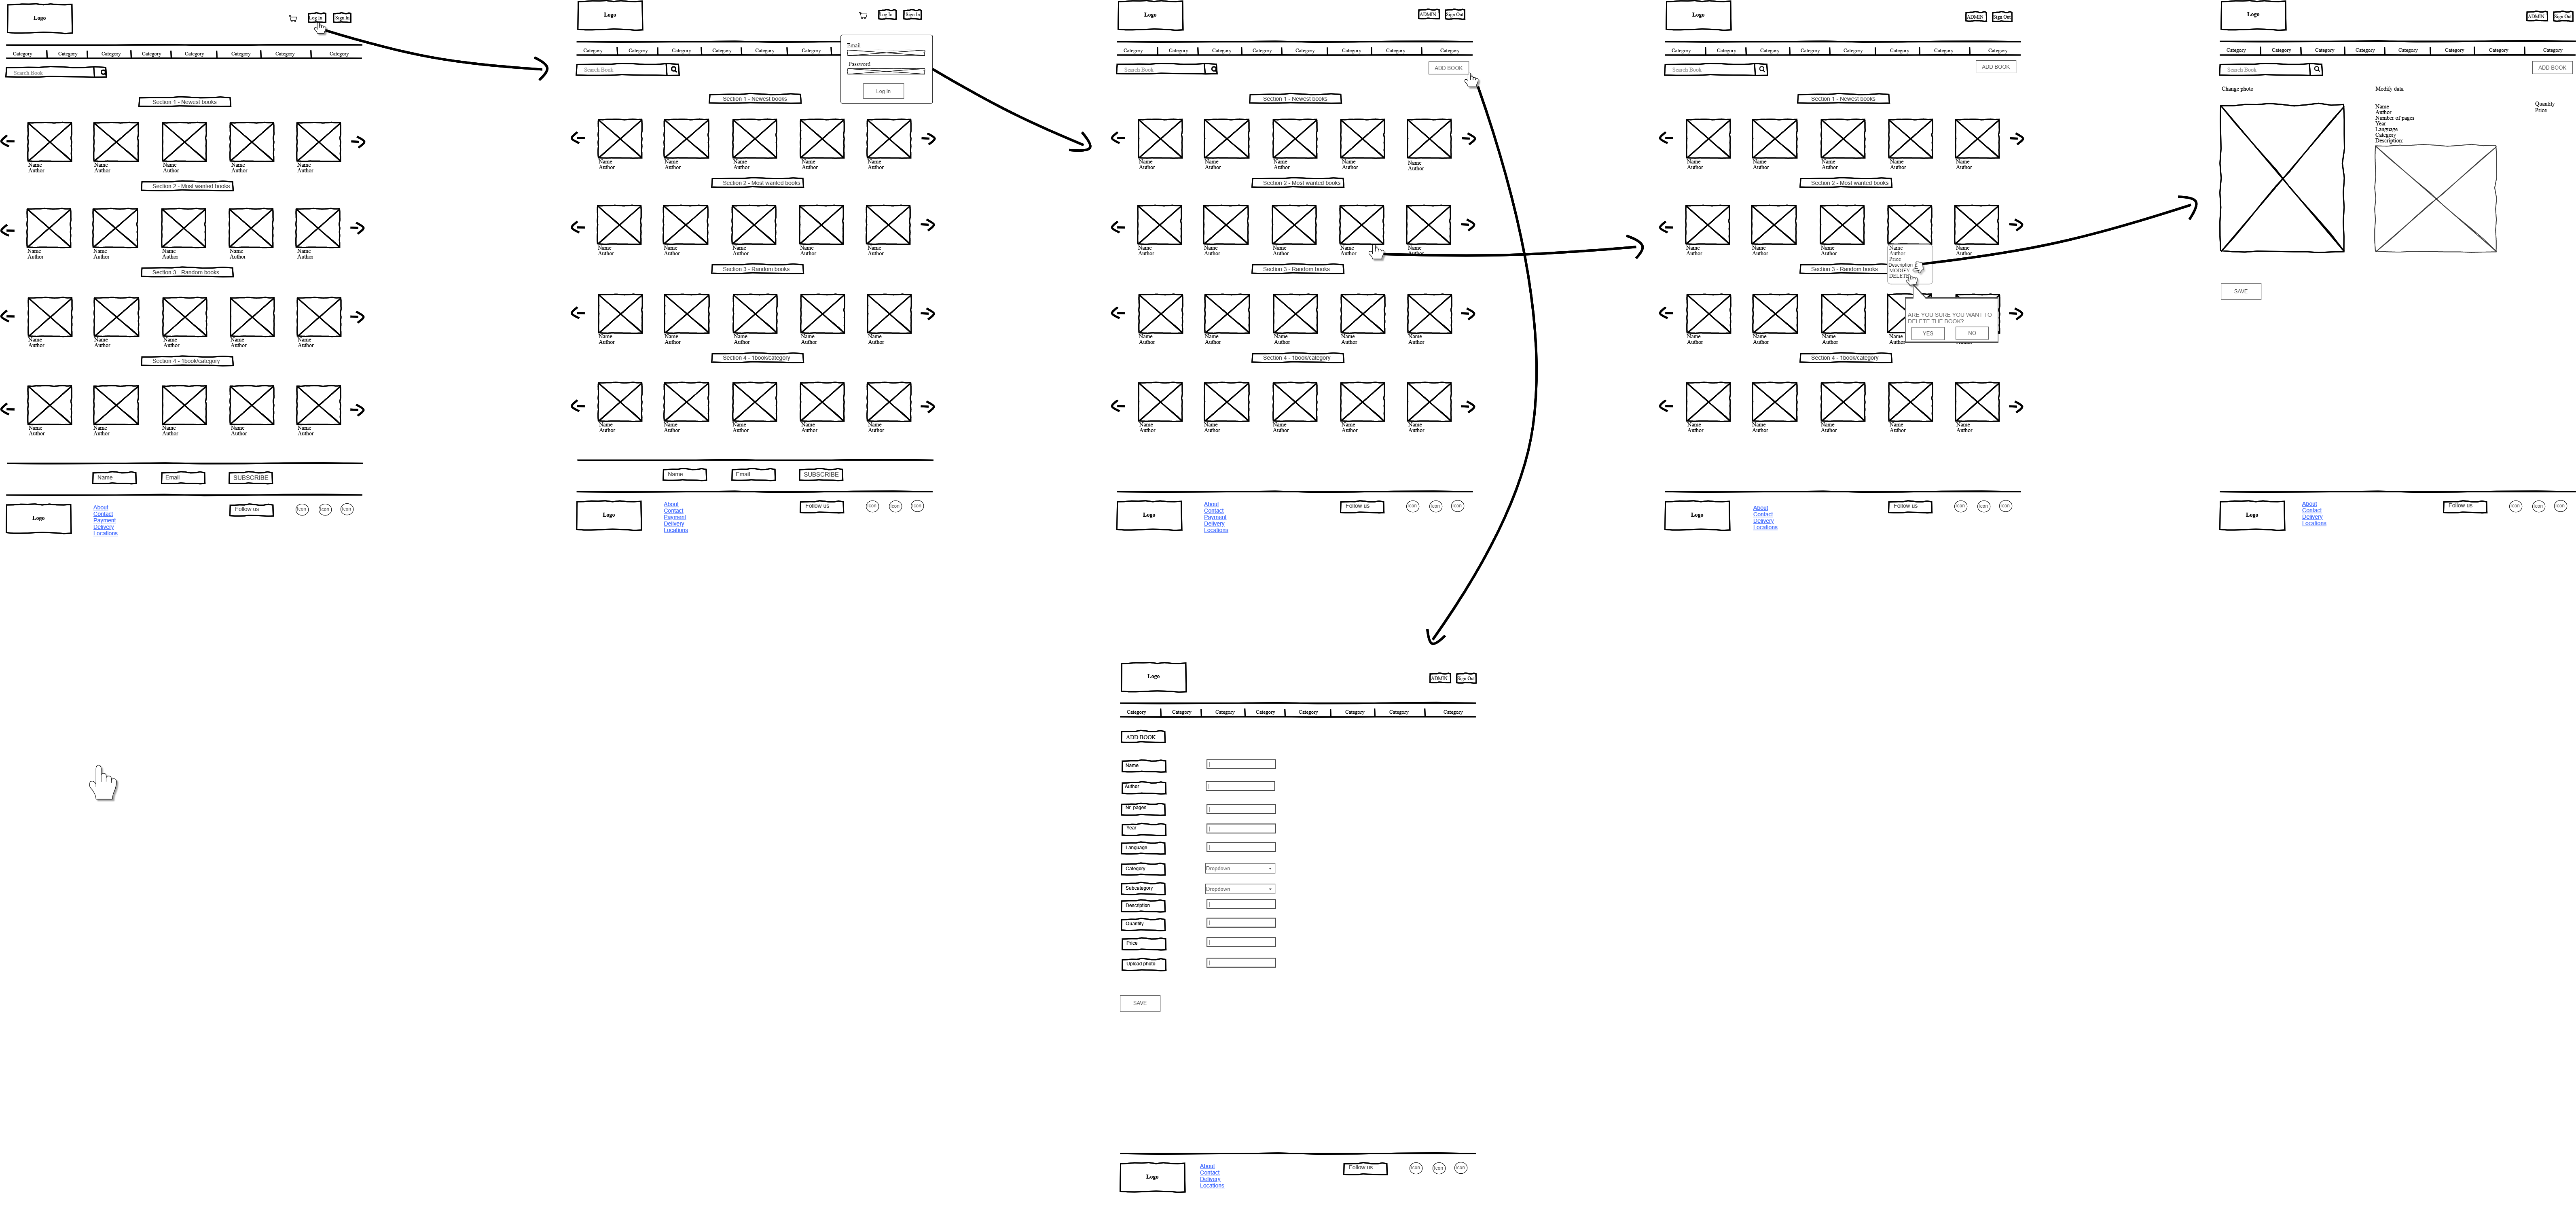 Logo
Log In
Sign In
Category Category Category Category Category Category Category Category
Search Book
Section 1 - Newest books
Name Name Name Name Name
Author Author Author Author Author
Section 2 - Most wanted books
Name Name Name Name Name
Author Author Author Author Author
Section 3 - Random books
Name Name Name Name Name
Author Author Author Author Author
Section 4 - 1book/category
Name Name Name Name Name
Author Author Author Author Author
Name
Email
SUBSCRIBE
Logo
About
Contact
Payment
Delivery
Locations
Follow us
icon icon icon
Logo
Log In
Sign In
Category Category Category Category Category Category
Email
Password
Log In
Search Book
Section 1 - Newest books
Name Name Name Name Name
Author Author Author Author Author
Section 2 - Most wanted books
Name Name Name Name Name
Author Author Author Author Author
Section 3 - Random books
Name Name Name Name Name
Author Author Author Author Author
Section 4 - 1book/category
Name Name Name Name Name
Author Author Author Author Author
Name
Email
SUBSCRIBE
Logo
About
Contact
Payment
Delivery
Locations
Follow us
icon icon icon
Logo
ADMIN
Sign Out
Category Category Category Category Category Category Category Category
Search Book
ADD BOOK
Section 1 - Newest books
Name Name Name Name Name
Author Author Author Author Author
Section 2 - Most wanted books
Name Name Name Name Name
Author Author Author Author Author
Section 3 - Random books
Name Name Name Name Name
Author Author Author Author Author
Section 4 - 1book/category
Name Name Name Name Name
Author Author Author Author Author
Logo
About
Contact
Payment
Delivery
Locations
Follow us
icon icon icon
Logo
ADMIN
Sign Out
Category Category Category Category Category Category Category Category
Search Book
ADD BOOK
Section 1 - Newest books
Name Name Name Name Name
Author Author Author Author Author
Section 2 - Most wanted books
Name Name Name Name Name
Author Author Author Author Author
Price
Description
MODIFY
DELETE
Section 3 - Random books
ARE YOU SURE YOU WANT TO
DELETE THE BOOK?
YES
NO
Name Name Name Name
Author Author Author Author
Section 4 - 1book/category
Name Name Name Name Name
Author Author Author Author Author
Logo
About
Contact
Delivery
Locations
Follow us
icon icon icon
Logo
ADMIN
Sign Out
Category Category Category Category Category Category Category Category
Search Book
ADD BOOK
Change photo
Modify data
Name
Author
Number of pages
Year
Language
Category
Description:
Quantity
Price
SAVE
Logo
About
Contact
Delivery
Locations
Follow us
icon icon icon
Logo
ADMIN
Sign Out
Category Category Category Category Category Category Category Category
ADD BOOK
Name
Author
Nr. pages
Year
Language
Category Dropdown
Subcategory Dropdown
Description
Quantity
Price
Upload photo
SAVE
Logo
About
Contact
Delivery
Locations
Follow us
icon icon icon